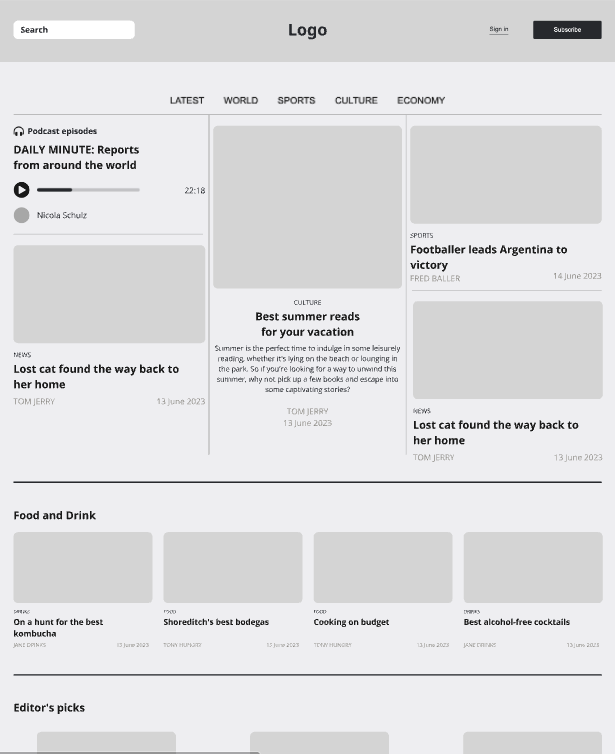 Search
Logo
Sign in
Subscribe
LATEST WORLD SPORTS CULTURE ECONOMY
Podcast episodes
DAILY MINUTE: Reports
from around the world
22:18
Nicola Schulz
NEWS
Lost cat found the way back to
her home
TOM JERRY 13 June 2023
CULTURE
Best summer reads
for your vacation
Summer is the perfect time to indulge in some leisurely
reading, whether it's lying on the beach or lounging in
the park. So if you're looking for a way to unwind this
summer, why not pick up a few books and escape into
some captivating stories?
TOM JERRY
13 June 2023
SPORTS
Footballer leads Argentina to
victory
FRED BALLER 14 June 2023
NEWS
Lost cat found the way back to
her home
TOM JERRY 13 June 2023
Food and Drink
DRINKS
On a hunt for the best
kombucha
JANE DRINKS 13 June 2023
FOOD
Shoreditch's best bodegas
TONY HUNGRY 13 June 2023
FOOD
Cooking on budget
TONY HUNGRY 13 June 2023
DRINKS
Best alcohol-free cocktails
JANE DRINKS 13 June 2023
Editor's picks